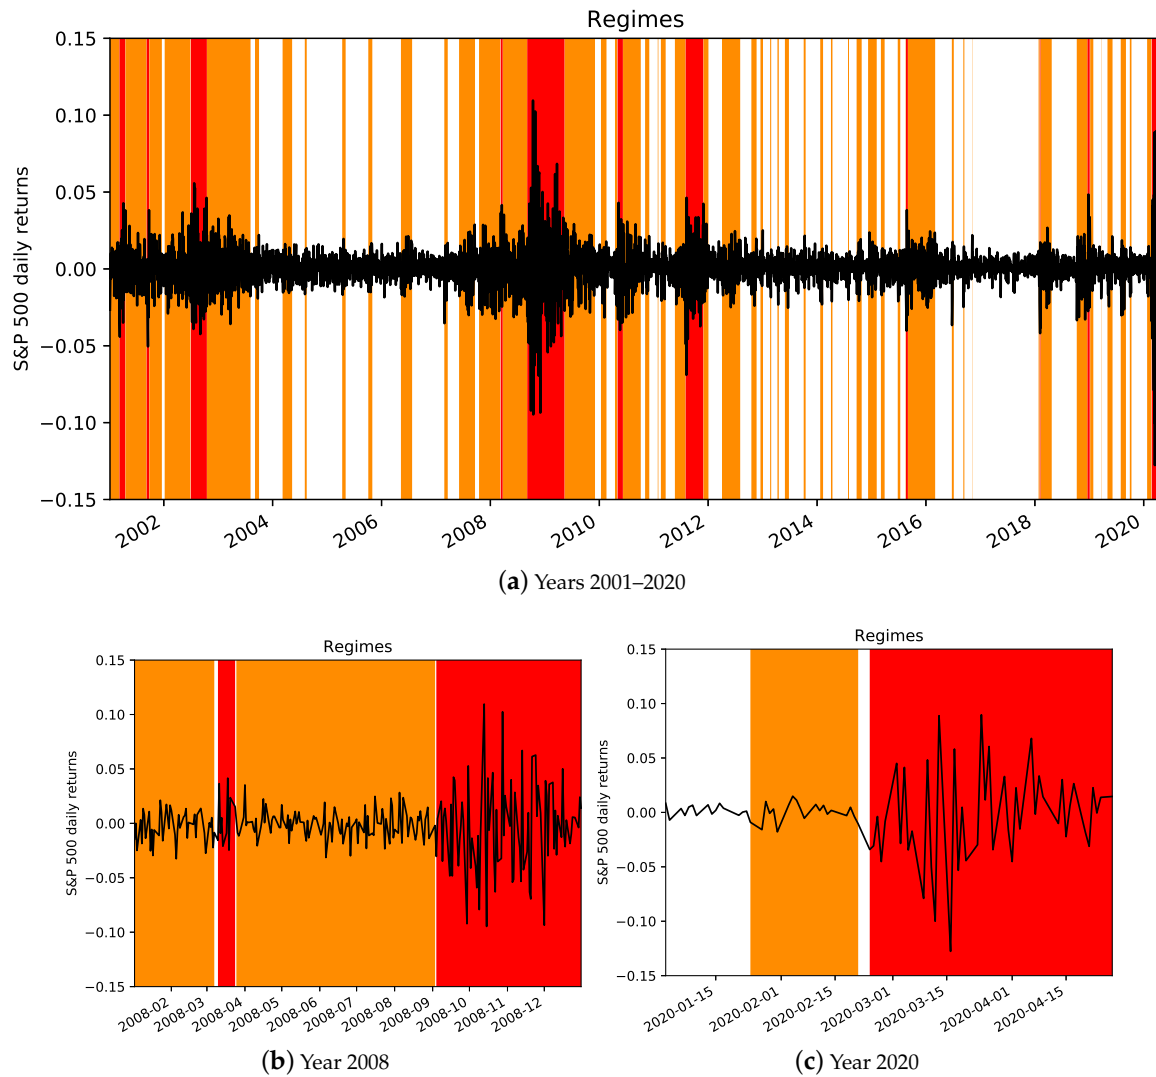 Regimes
0.15
0.10
0.05
0.00
−0.05
−0.10
−0.15
S&P 500 daily returns
2002 2004 2006 2008 2010 2012 2014 2016 2018 2020
(a) Years 2001–2020
Regimes
0.15
0.10
0.05
0.00
−0.05
−0.10
−0.15
S&P 500 daily returns
2008-02 2008-03 2008-04 2008-05 2008-06 2008-07 2008-08 2008-09 2008-10 2008-11 2008-12
(b) Year 2008
Regimes
0.15
0.10
0.05
0.00
−0.05
−0.10
−0.15
S&P 500 daily returns
2020-01-15 2020-02-01 2020-02-15 2020-03-01 2020-03-15 2020-04-01 2020-04-15
(c) Year 2020